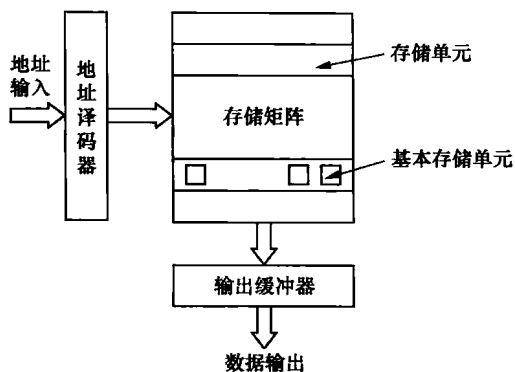 地址
输入
地址译码器
存储单元
存储矩阵
基本存储单元
输出缓冲器
数据输出